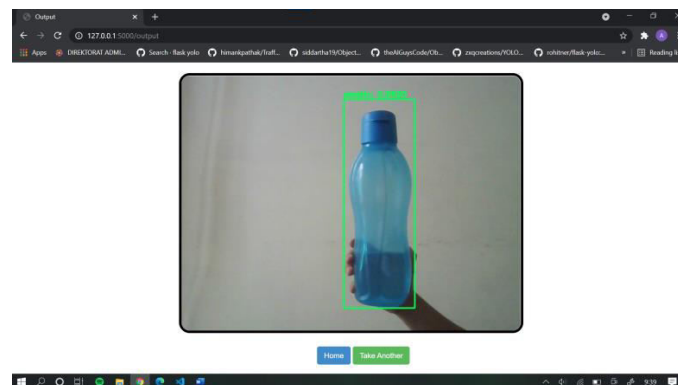 Output
127.0.0.1:5000/output
Apps DIREKTORAT ADMI... Search · flask yolo himankpathak/Traff... siddartha19/Object... theAIGuysCode/Ob... zxqcreations/YOLO... rohitner/flask-yolo... Reading li
Home Take Another
9:39